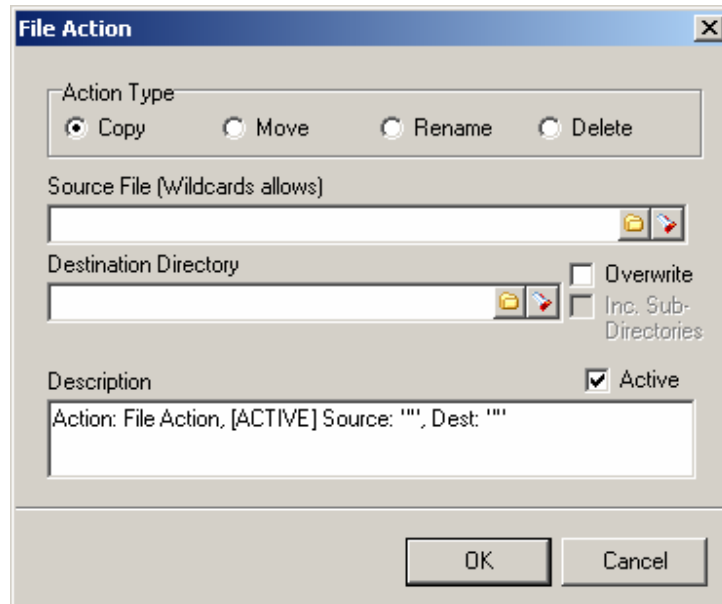 File Action
Action Type
Copy Move Rename Delete
Source File (Wildcards allows)
Destination Directory
Overwrite
Inc. Sub-
Directories
Description
Active
Action: File Action, [ACTIVE] Source: "", Dest: ""
OK Cancel